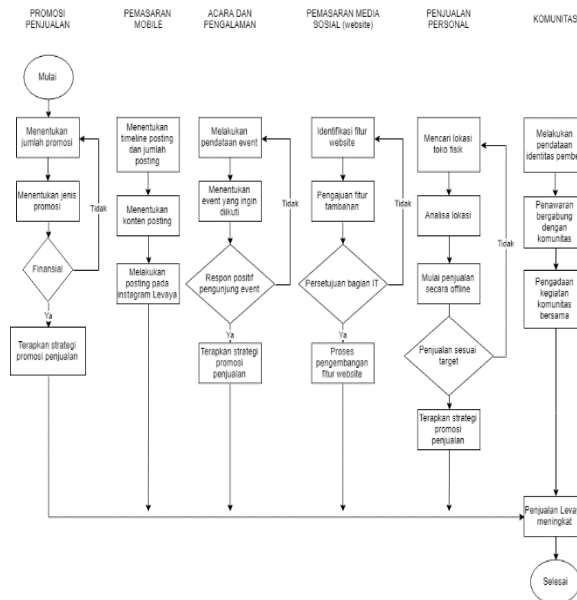 PROMOSI
PENJUALAN
PEMASARAN
MOBILE
ACARA DAN
PENGALAMAN
PEMASARAN MEDIA
SOSIAL (website)
PENJUALAN
PERSONAL
KOMUNITAS
Mulai
Menentukan
jumlah promosi
Menentukan jenis
promosi
Tidak
Finansial
Ya
Terapkan strategi
promosi penjualan
Menentukan
timeline posting
dan jumlah
posting
Menentukan
konten posting
Melakukan
posting pada
instagram Levaya
Melakukan
pendataan event
Menentukan
event yang ingin
diikuti
Tidak
Respon positif
pengunjung event
Ya
Terapkan strategi
promosi
penjualan
Identifikasi fitur
website
Pengajuan fitur
tambahan
Tidak
Persetujuan bagian IT
Ya
Proses
pengembangan
fitur website
Mencari lokasi
toko fisik
Analisa lokasi
Tidak
Mulai penjualan
secara offline
Penjualan sesuai
target
Terapkan strategi
promosi
penjualan
Melakukan
pendataan
identitas pembe
Penawaran
bergabung
dengan
komunitas
Pengadaan
kegiatan
komunitas
bersama
Penjualan Leva
meningkat
Selesai